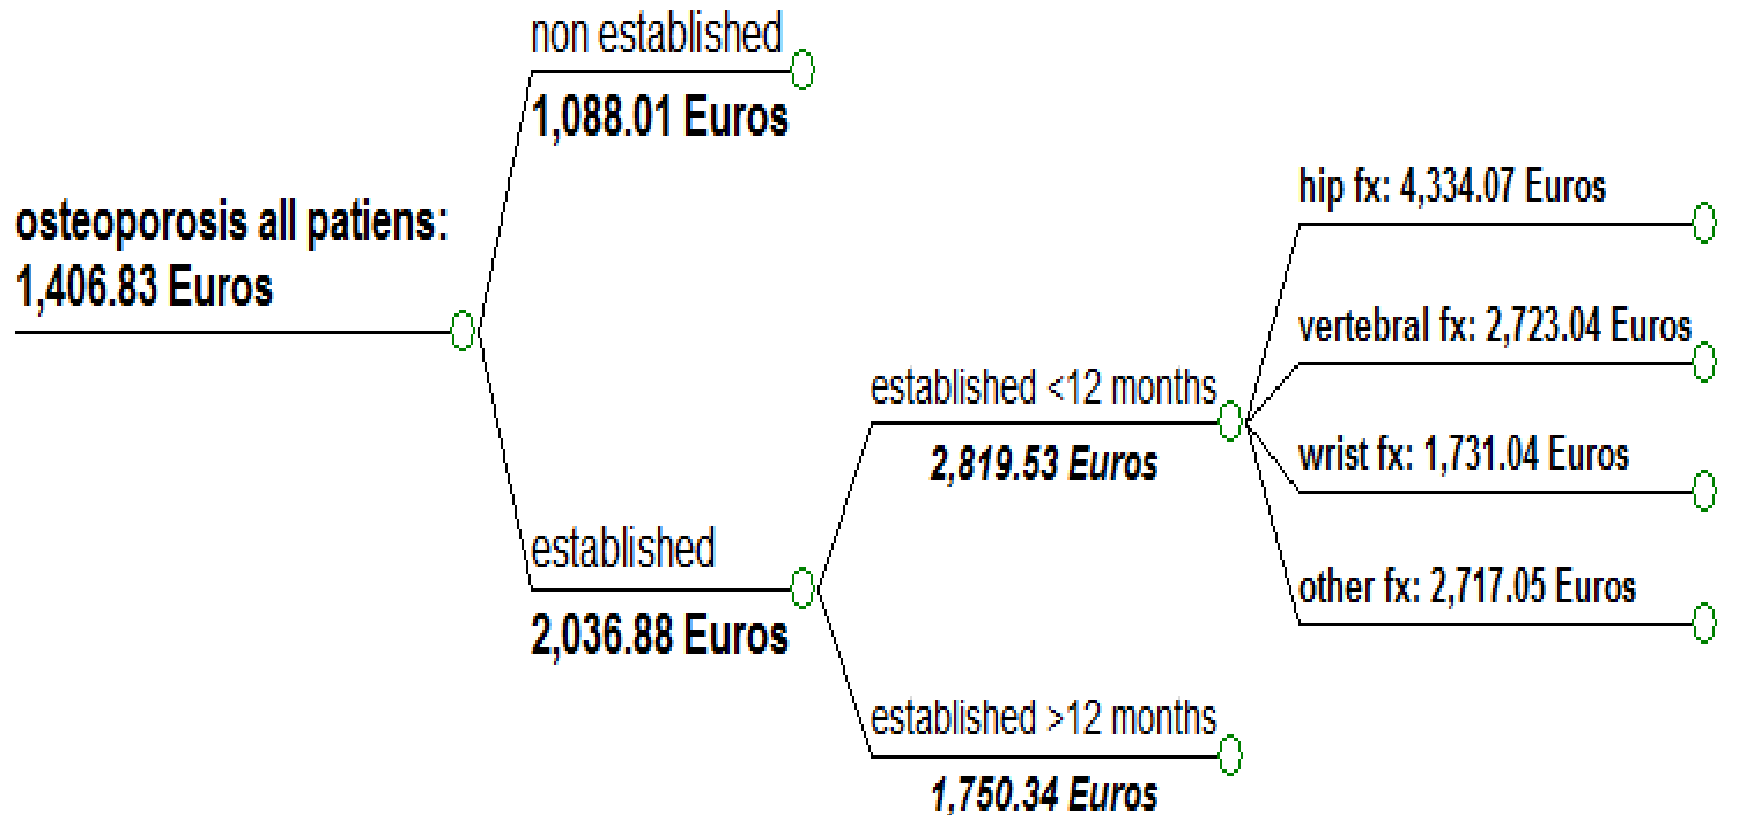 non established
1,088.01 Euros
osteoporosis all patiens:
1,406.83 Euros
established
2,036.88 Euros
established <12 months
2,819.53 Euros
established >12 months
1,750.34 Euros
hip fx: 4,334.07 Euros
vertebral fx: 2,723.04 Euros
wrist fx: 1,731.04 Euros
other fx: 2,717.05 Euros